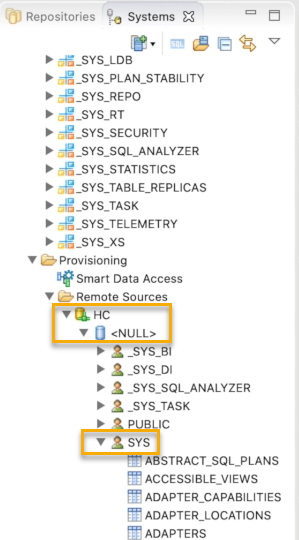 Repositories Systems
SQL
_SYS_LDB
_SYS_PLAN_STABILITY
_SYS_REPO
_SYS_RT
_SYS_SECURITY
_SYS_SQL_ANALYZER
_SYS_STATISTICS
_SYS_TABLE_REPLICAS
_SYS_TASK
_SYS_TELEMETRY
_SYS_XS
Provisioning
Smart Data Access
Remote Sources
HC
<NULL>
_SYS_BI
_SYS_DI
_SYS_SQL_ANALYZER
_SYS_TASK
PUBLIC
SYS
ABSTRACT_SQL_PLANS
ACCESSIBLE_VIEWS
ADAPTER_CAPABILITIES
ADAPTER_LOCATIONS
ADAPTERS